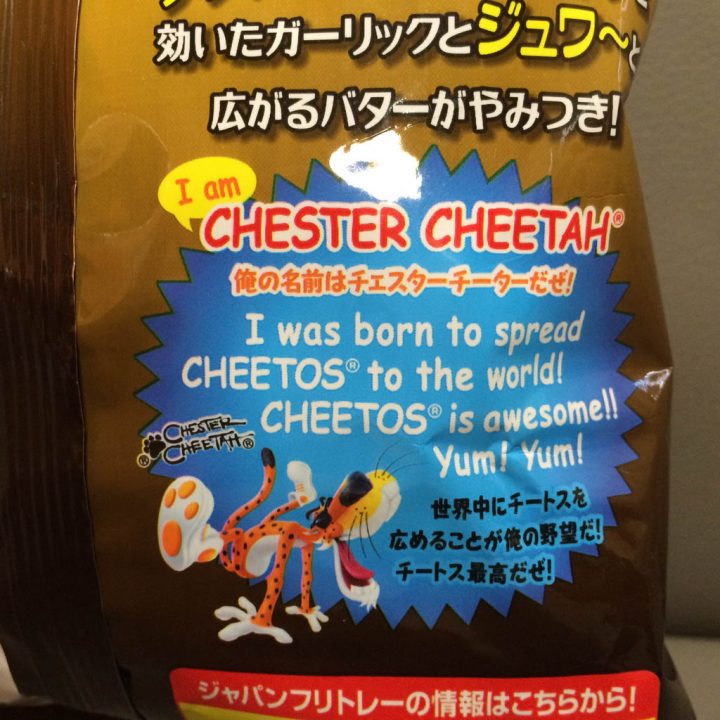 効いたガーリックとジュワ〜と
広がるバターがやみつき!
I am
CHESTER CHEETAH®
俺の名前はチェスターチーターだぜ!
I was born to spread
CHEETOS® to the world!
CHEETOS® is awesome!!
Yum! Yum!
CHESTER
CHEETAH®
世界中にチートスを
広めることが俺の野望だ!
チートス最高だぜ!
ジャパンフリトレーの情報はこちらから!